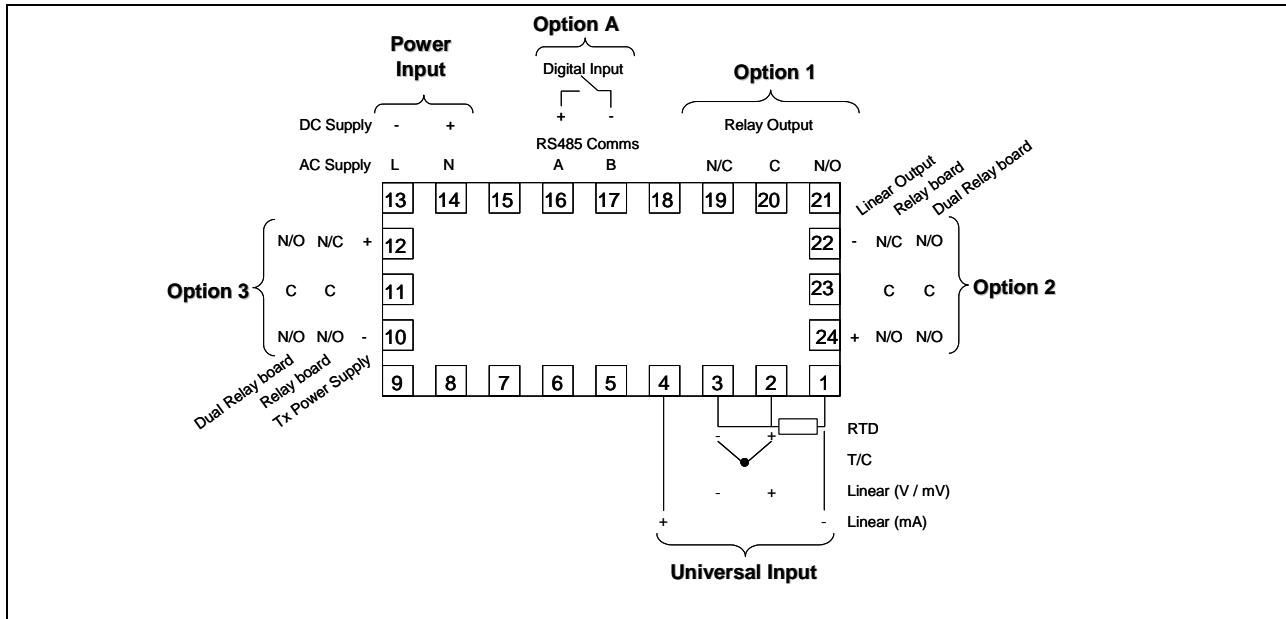 Option A
Power
Input
Digital Input
Option 1
DC Supply - +
+ -
Relay Output
RS485 Comms
AC Supply L N
A B
N/C C N/O
Linear Output
Relay board
Dual Relay board
13 14 15 16 17 18 19 20 21
N/O N/C + 12
22 - N/C N/O
Option 3
C C 11
23 C C
Option 2
N/O N/O - 10
24 + N/O N/O
Dual Relay board
Relay board
Tx Power Supply
9 8 7 6 5 4 3 2 1
RTD
- +
T/C
- + Linear (V / mV)
+ - Linear (mA)
Universal Input